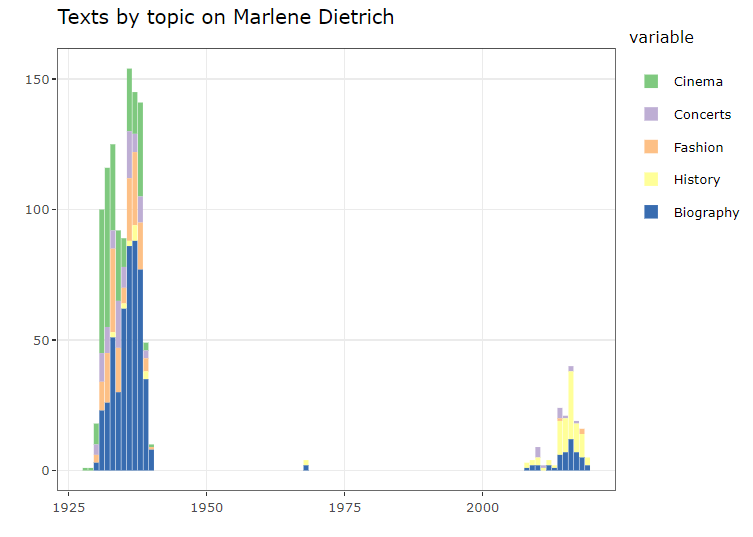 Texts by topic on Marlene Dietrich
variable
Cinema
Concerts
Fashion
History
Biography
150
100
50
0
1925
1950
1975
2000